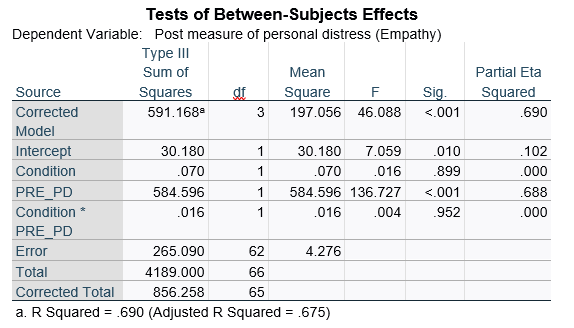 Tests of Between-Subjects Effects
Dependent Variable: Post measure of personal distress (Empathy)
Source Type III Sum of Squares df Mean Square F Sig. Partial Eta Squared
Corrected Model 591.168ᵃ 3 197.056 46.088 <.001 .690
Intercept 30.180 1 30.180 7.059 .010 .102
Condition .070 1 .070 .016 .899 .000
PRE_PD 584.596 1 584.596 136.727 <.001 .688
Condition * PRE_PD .016 1 .016 .004 .952 .000
Error 265.090 62 4.276
Total 4189.000 66
Corrected Total 856.258 65
a. R Squared = .690 (Adjusted R Squared = .675)